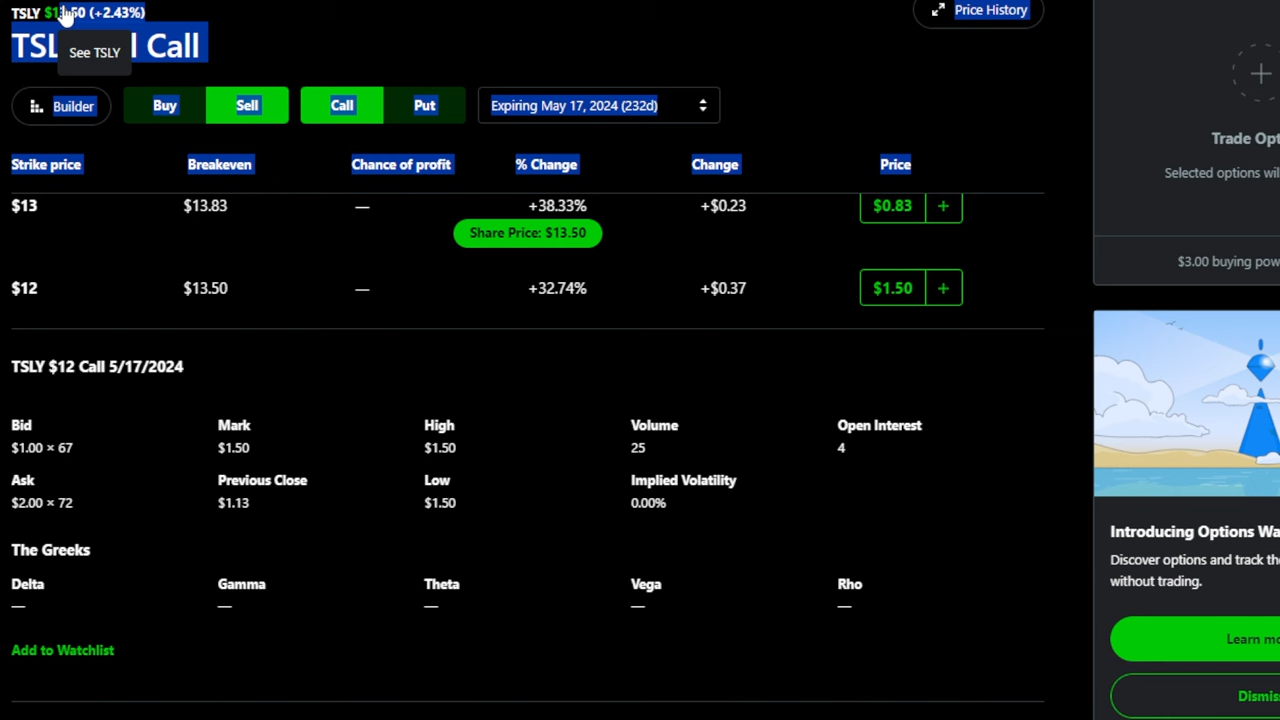 TSLY $13.50 (+2.43%)
Price History
TSL Call
See TSLY
Builder
Buy
Sell
Call
Put
Expiring May 17, 2024 (232d)
Strike price Breakeven Chance of profit % Change Change Price
$13 $13.83 — +38.33% +$0.23 $0.83 +
Share Price: $13.50
$12 $13.50 — +32.74% +$0.37 $1.50 +
TSLY $12 Call 5/17/2024
Bid Mark High Volume Open Interest
$1.00 × 67 $1.50 $1.50 25 4
Ask Previous Close Low Implied Volatility
$2.00 × 72 $1.13 $1.50 0.00%
The Greeks
Delta Gamma Theta Vega Rho
— — — — —
Add to Watchlist
Trade Opt
Selected options wil
$3.00 buying pow
Introducing Options Wa
Discover options and track the
without trading.
Learn mo
Dismis